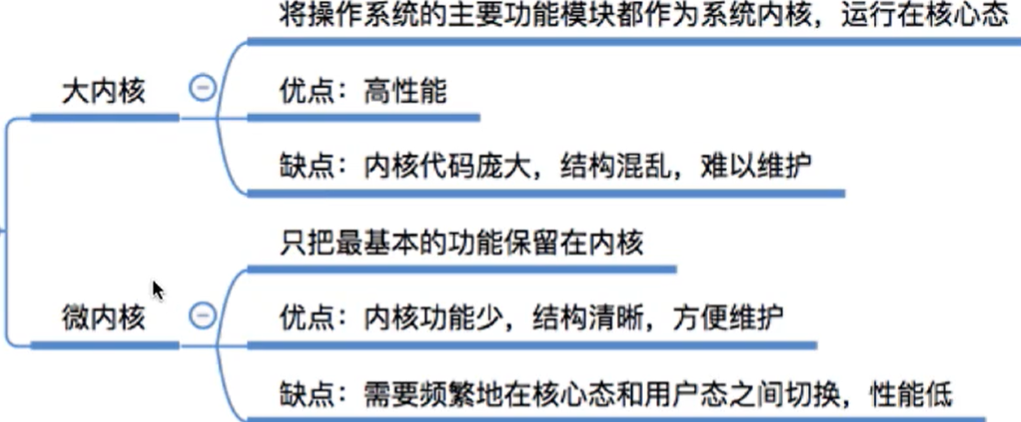 将操作系统的主要功能模块都作为系统内核，运行在核心态
大内核
优点：高性能
缺点：内核代码庞大，结构混乱，难以维护
只把最基本的功能保留在内核
微内核
优点：内核功能少，结构清晰，方便维护
缺点：需要频繁地在核心态和用户态之间切换，性能低